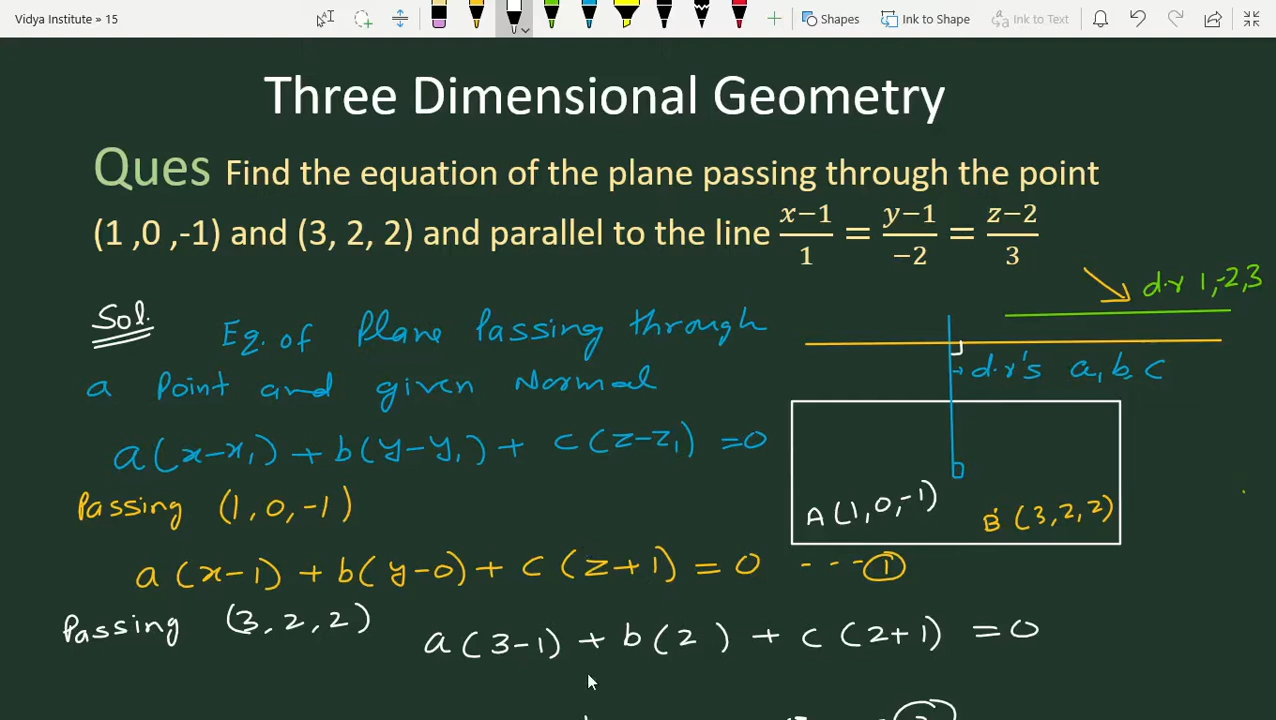 Vidya Institute » 15
Shapes
Ink to Shape
Ink to Text
Three Dimensional Geometry
Ques Find the equation of the plane passing through the point
(1 ,0 ,-1) and (3, 2, 2) and parallel to the line x−1/1 = y−1/−2 = z−2/3
d.r 1,-2,3
Sol.
Eq. of Plane Passing through
a Point and given Normal
d.r's a, b, c
a(x-x₁) + b(y-y₁) + c(z-z₁) = 0
Passing (1, 0, -1)
A (1, 0, -1)
B (3, 2, 2)
a (x-1) + b(y-0) + c (z+1) = 0 - - - ①
Passing (3, 2, 2)
a (3-1) + b (2 ) + c (2+1) = 0